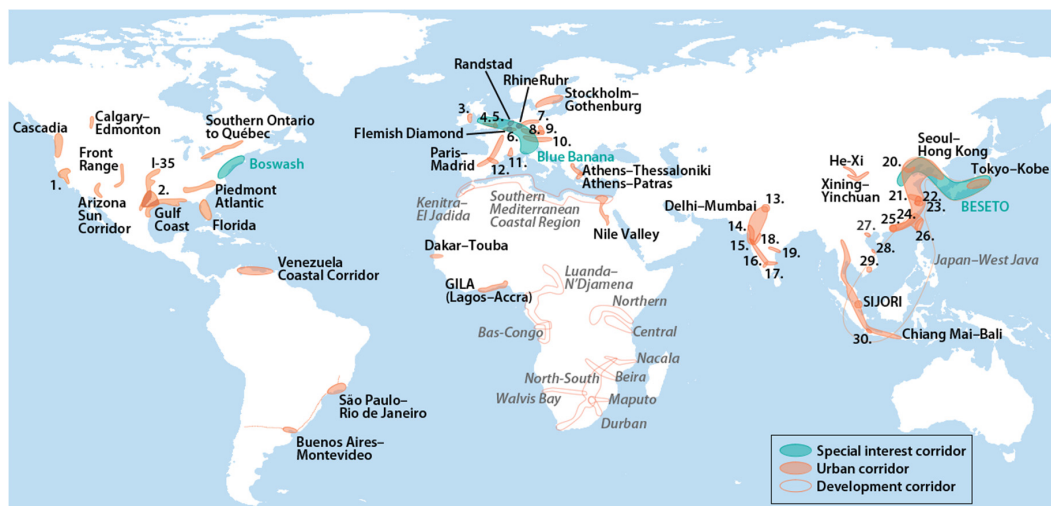 Cascadia
Calgary–
Edmonton
Southern Ontario
to Québec
Front
Range
I-35
Boswash
1.
2.
Arizona
Sun
Corridor
Gulf
Coast
Piedmont
Atlantic
Florida
Venezuela
Coastal Corridor
São Paulo–
Rio de Janeiro
Buenos Aires–
Montevideo
Randstad
RhineRuhr
Stockholm–
Gothenburg
3.
4.
5.
7.
Flemish Diamond
6.
8.
9.
10.
Blue Banana
Paris–
Madrid
11.
12.
Athens–Thessaloniki
Athens–Patras
Kenitra–
El Jadida
Southern
Mediterranean
Coastal Region
Nile Valley
Dakar–Touba
GILA
(Lagos–Accra)
Luanda–
N'Djamena
Northern
Bas-Congo
Central
Nacala
North-South
Beira
Walvis Bay
Maputo
Durban
Delhi–Mumbai
13.
14.
15.
18.
16.
19.
17.
He-Xi
Xining–
Yinchuan
Seoul–
Hong Kong
20.
Tokyo–Kobe
BESETO
21.
22.
23.
24.
25.
26.
27.
28.
29.
Japan–West Java
SIJORI
30.
Chiang Mai–Bali
Special interest corridor
Urban corridor
Development corridor